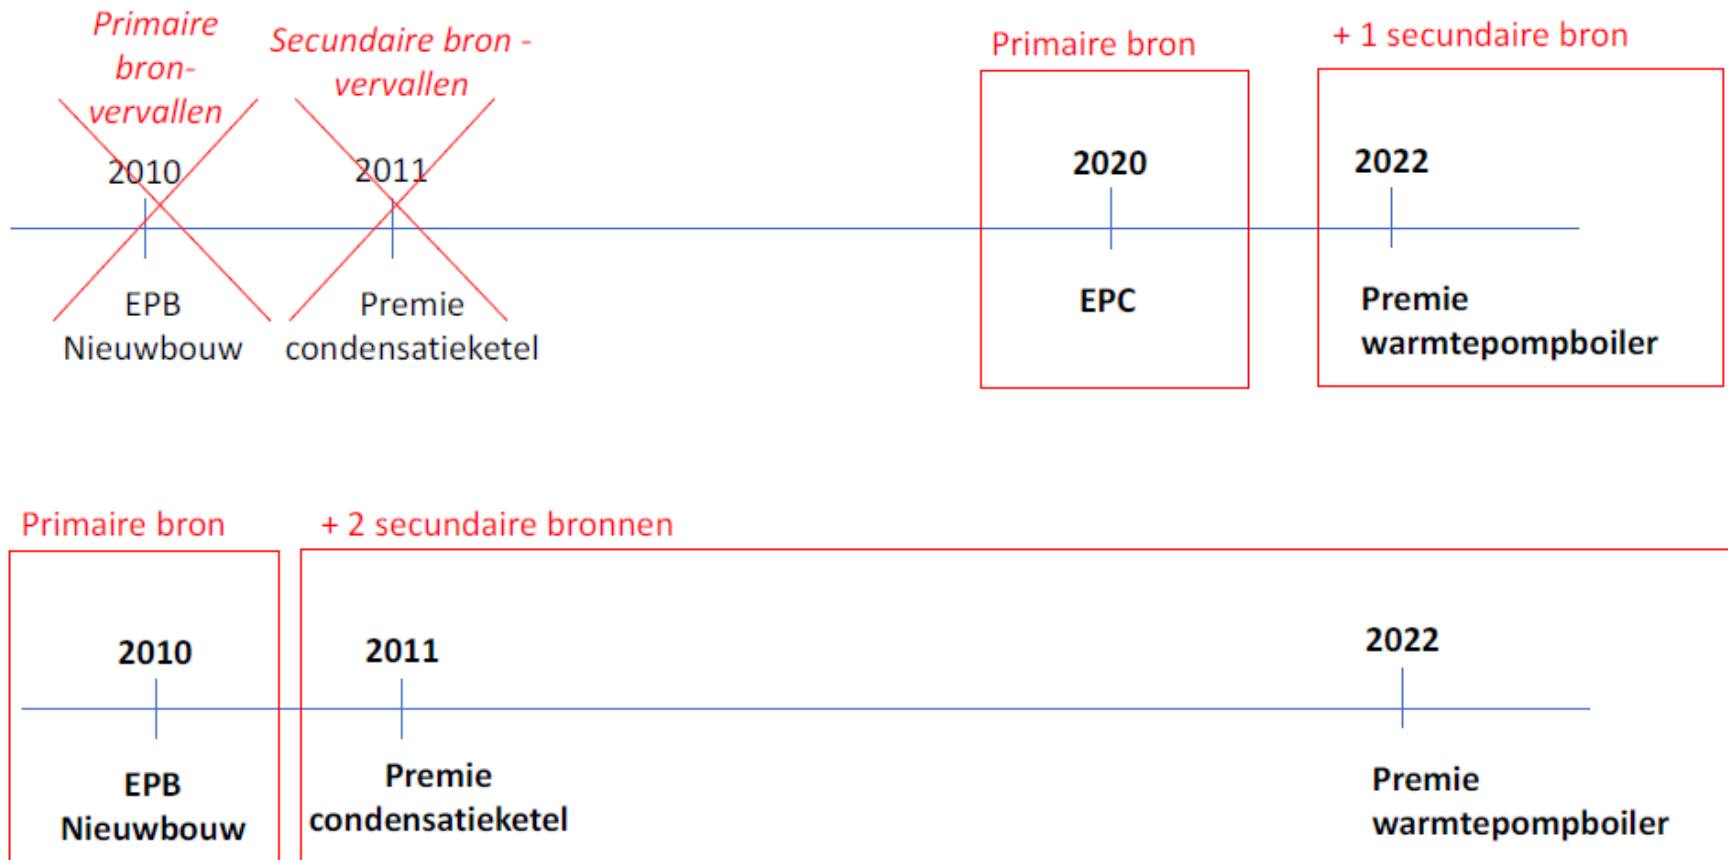 Primaire
bron-
vervallen
Secundaire bron -
vervallen
Primaire bron
+ 1 secundaire bron
2010
2011
2020
2022
EPB
Nieuwbouw
Premie
condensatieketel
EPC
Premie
warmtepompboiler
Primaire bron
+ 2 secundaire bronnen
2010
2011
2022
EPB
Nieuwbouw
Premie
condensatieketel
Premie
warmtepompboiler